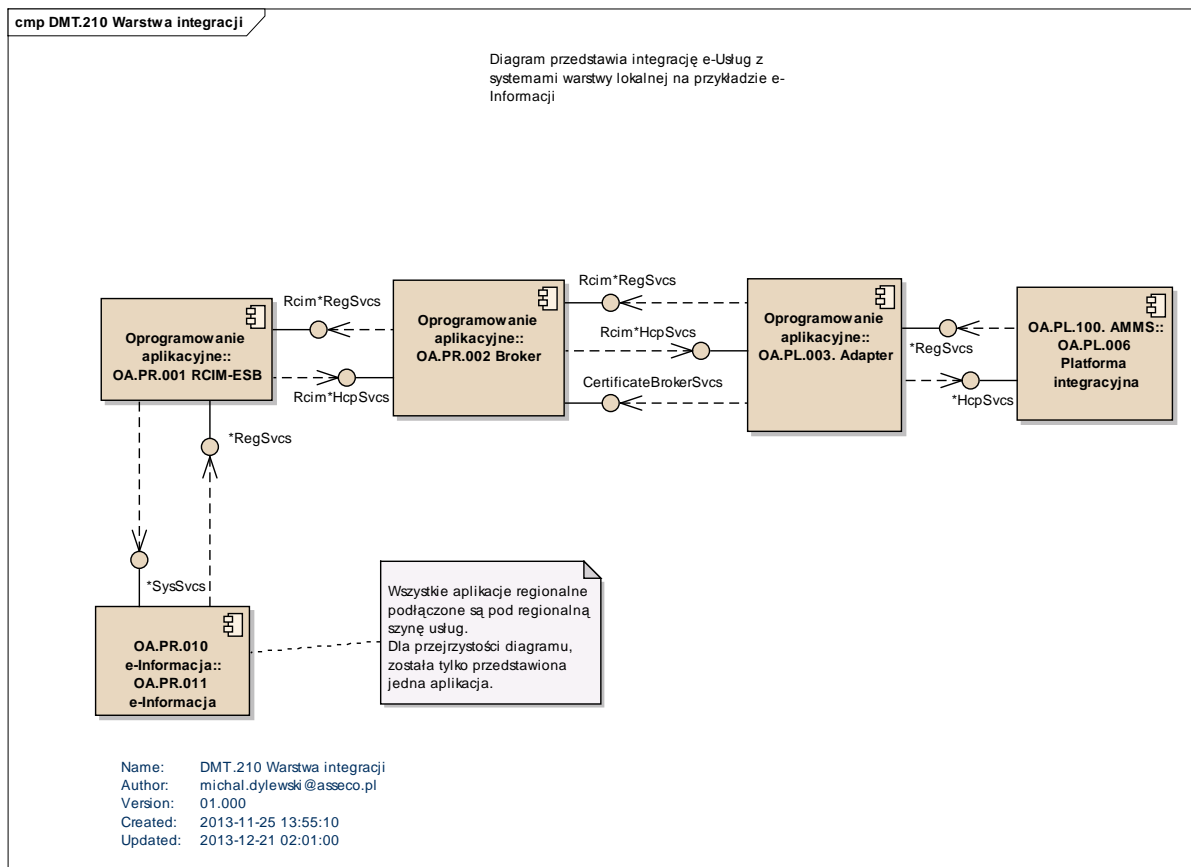 cmp DMT.210 Warstwa integracji
Diagram przedstawia integrację e-Usług z
systemami warstwy lokalnej na przykładzie e-
Informacji
Rcim*RegSvcs
Rcim*HcpSvcs
Rcim*RegSvcs
Rcim*HcpSvcs
CertificateBrokerSvcs
*RegSvcs
*HcpSvcs
Oprogramowanie
aplikacyjne::
OA.PR.001 RCIM-ESB
Oprogramowanie
aplikacyjne::
OA.PR.002 Broker
Oprogramowanie
aplikacyjne::
OA.PL.003. Adapter
OA.PL.100. AMMS::
OA.PL.006
Platforma
integracyjna
*RegSvcs
*SysSvcs
OA.PR.010
e-Informacja::
OA.PR.011
e-Informacja
Wszystkie aplikacje regionalne
podłączone są pod regionalną
szynę usług.
Dla przejrzystości diagramu,
została tylko przedstawiona
jedna aplikacja.
Name: DMT.210 Warstwa integracji
Author: michal.dylewski@asseco.pl
Version: 01.000
Created: 2013-11-25 13:55:10
Updated: 2013-12-21 02:01:00